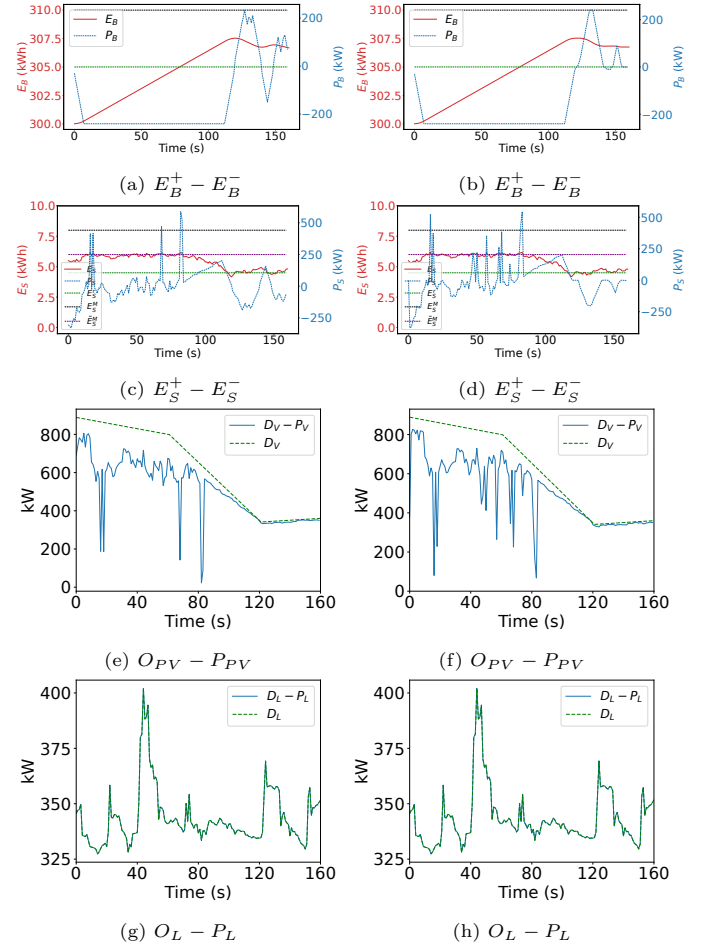 310.0
307.5
305.0
302.5
300.0
E_B (kWh)
E_B
P_B
200
0
−200
P_B (kW)
0
50
100
150
Time (s)
310.0
307.5
305.0
302.5
300.0
E_B (kWh)
E_B
P_B
200
0
−200
P_B (kW)
0
50
100
150
Time (s)
(a) E_B^+ − E_B^-
(b) E_B^+ − E_B^-
10.0
7.5
5.0
2.5
0.0
E_S (kWh)
500
250
0
−250
P_S (kW)
0
50
100
150
Time (s)
10.0
7.5
5.0
2.5
0.0
E_S (kWh)
500
250
0
−250
P_S (kW)
0
50
100
150
Time (s)
(c) E_S^+ − E_S^-
(d) E_S^+ − E_S^-
800
600
400
200
0
kW
D_V − P_V
D_V
0
40
80
120
160
Time (s)
800
600
400
200
0
kW
D_V − P_V
D_V
0
40
80
120
160
Time (s)
(e) O_{PV} − P_{PV}
(f) O_{PV} − P_{PV}
400
375
350
325
kW
D_L − P_L
D_L
0
40
80
120
160
Time (s)
400
375
350
325
kW
D_L − P_L
D_L
0
40
80
120
160
Time (s)
(g) O_L − P_L
(h) O_L − P_L